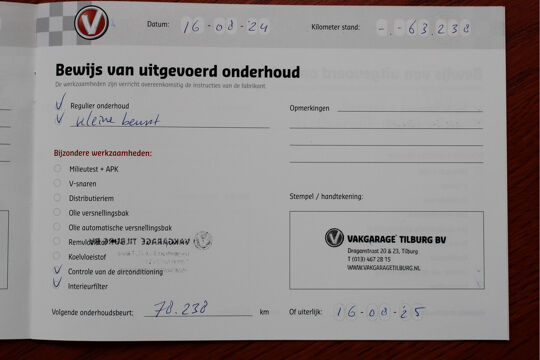 Datum: 16-08-24 Kilometer stand: -.-63.238
Bewijs van uitgevoerd onderhoud
De werkzaamheden zijn verricht overeenkomstig de instructies van de fabrikant.
Regulier onderhoud
kleine beurt
Opmerkingen
Bijzondere werkzaamheden:
Milieutest + APK
V-snaren
Distributieriem
Olie versnellingsbak
Olie automatische versnellingsbak
Remvloeistof
Koelvloeistof
Controle van de airconditioning
Interieurfilter
Stempel / handtekening:
VAKGARAGE TILBURG BV
Dragonstraat 20 & 23, Tilburg
T (013) 467 28 15
WWW.VAKGARAGETILBURG.NL
Volgende onderhoudsbeurt: 78.238 km Of uiterlijk: 16-08-25